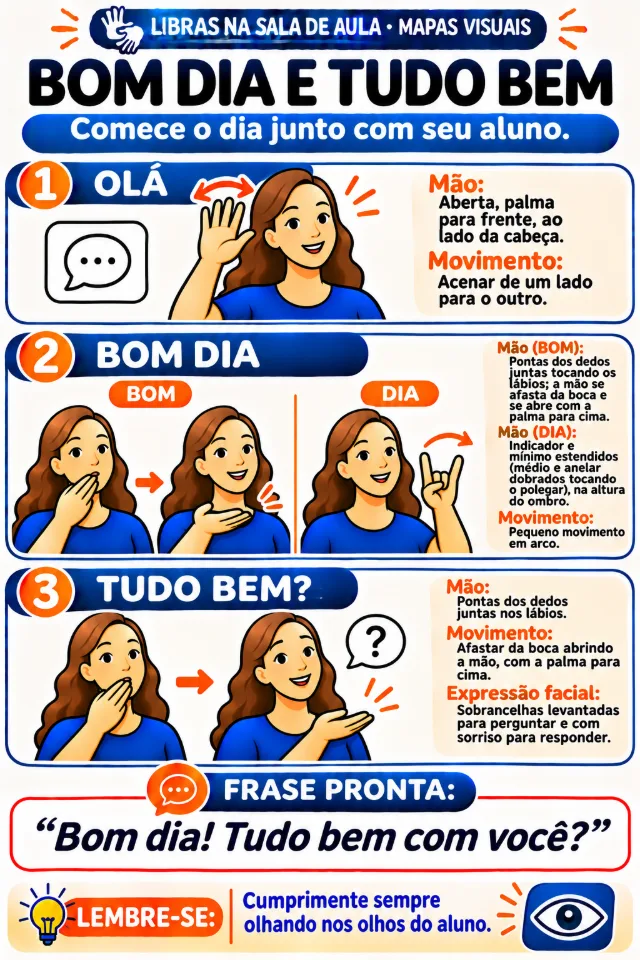 LIBRAS NA SALA DE AULA • MAPAS VISUAIS
BOM DIA E TUDO BEM
Comece o dia junto com seu aluno.
1 OLÁ
Mão:
Aberta, palma
para frente, ao
lado da cabeça.
Movimento:
Acenar de um lado
para o outro.
2 BOM DIA
BOM
DIA
Mão (BOM):
Pontas dos dedos
juntas tocando os
lábios; a mão se
afasta da boca e
se abre com a
palma para cima.
Mão (DIA):
Indicador e
mínimo estendidos
(médio e anelar
dobrados tocando
o polegar), na altura
do ombro.
Movimento:
Pequeno movimento
em arco.
3 TUDO BEM?
?
Mão:
Pontas dos dedos
juntas nos lábios.
Movimento:
Afastar da boca abrindo
a mão, com a palma para
cima.
Expressão facial:
Sobrancelhas levantadas
para perguntar e com
sorriso para responder.
FRASE PRONTA:
“Bom dia! Tudo bem com você?”
LEMBRE-SE:
Cumprimente sempre
olhando nos olhos do aluno.